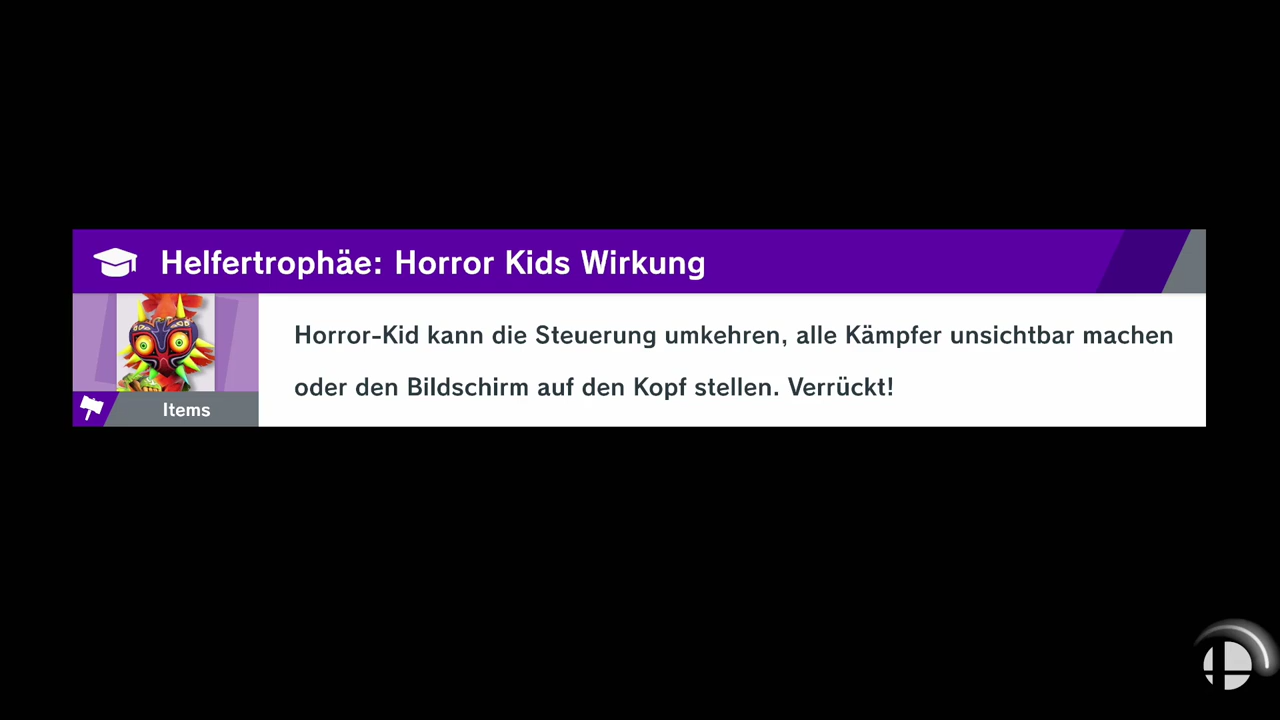 Helfertrophäe: Horror Kids Wirkung
Horror-Kid kann die Steuerung umkehren, alle Kämpfer unsichtbar machen
oder den Bildschirm auf den Kopf stellen. Verrückt!
Items